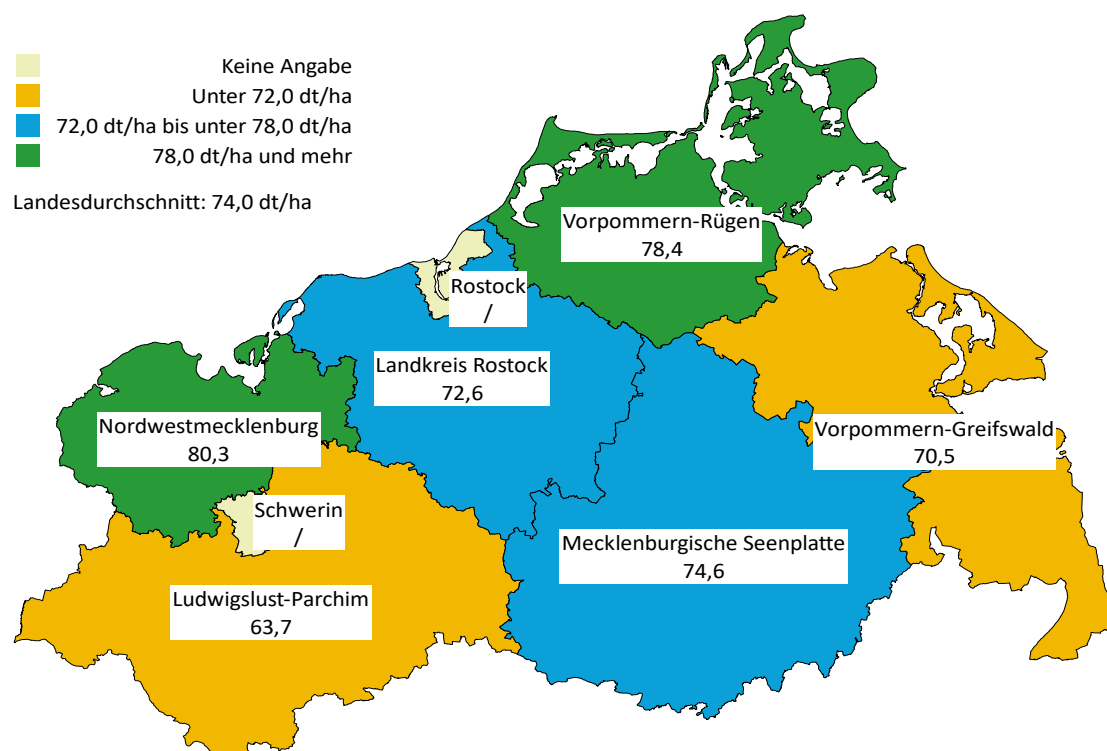 Keine Angabe
Unter 72,0 dt/ha
72,0 dt/ha bis unter 78,0 dt/ha
78,0 dt/ha und mehr
Landesdurchschnitt: 74,0 dt/ha
Vorpommern-Rügen
78,4
Rostock
/
Landkreis Rostock
72,6
Nordwestmecklenburg
80,3
Vorpommern-Greifswald
70,5
Schwerin
/
Mecklenburgische Seenplatte
74,6
Ludwigslust-Parchim
63,7